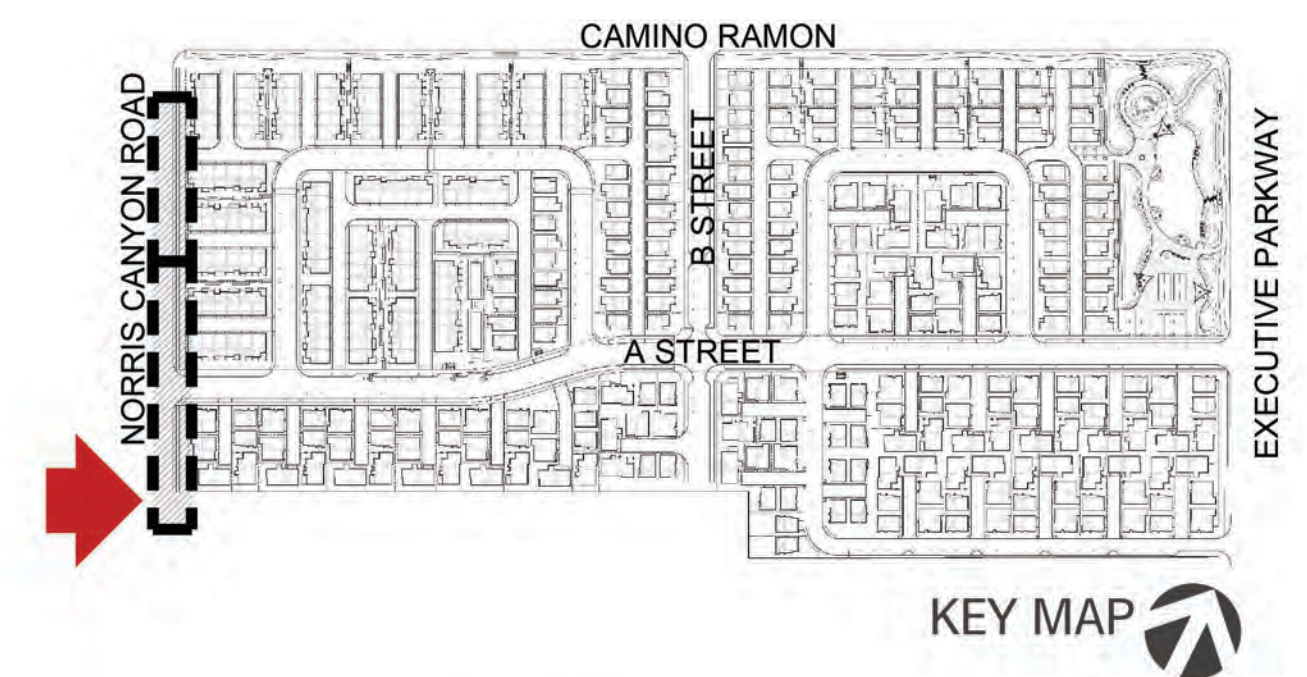 CAMINO RAMON
NORRIS CANYON ROAD
B STREET
A STREET
EXECUTIVE PARKWAY
KEY MAP